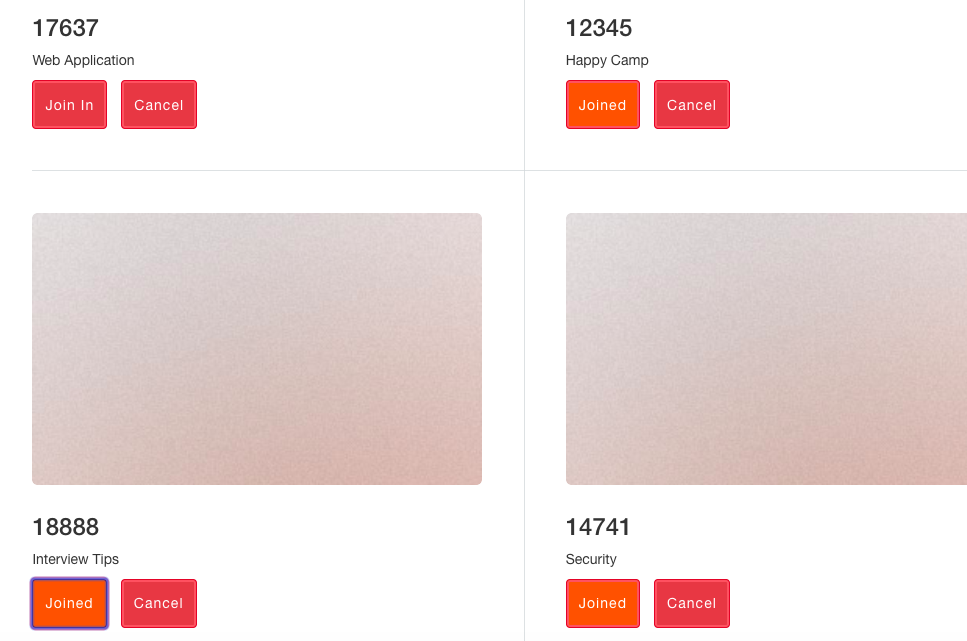 17637
Web Application
Join In
Cancel
12345
Happy Camp
Joined
Cancel
18888
Interview Tips
Joined
Cancel
14741
Security
Joined
Cancel